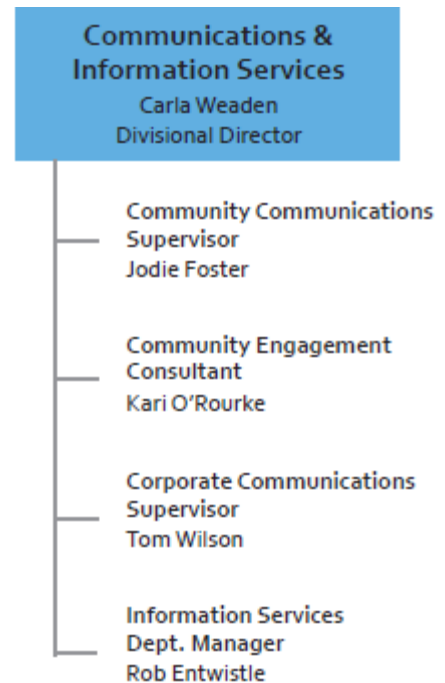 Communications &
Information Services
Carla Weaden
Divisional Director
Community Communications
Supervisor
Jodie Foster
Community Engagement
Consultant
Kari O'Rourke
Corporate Communications
Supervisor
Tom Wilson
Information Services
Dept. Manager
Rob Entwistle